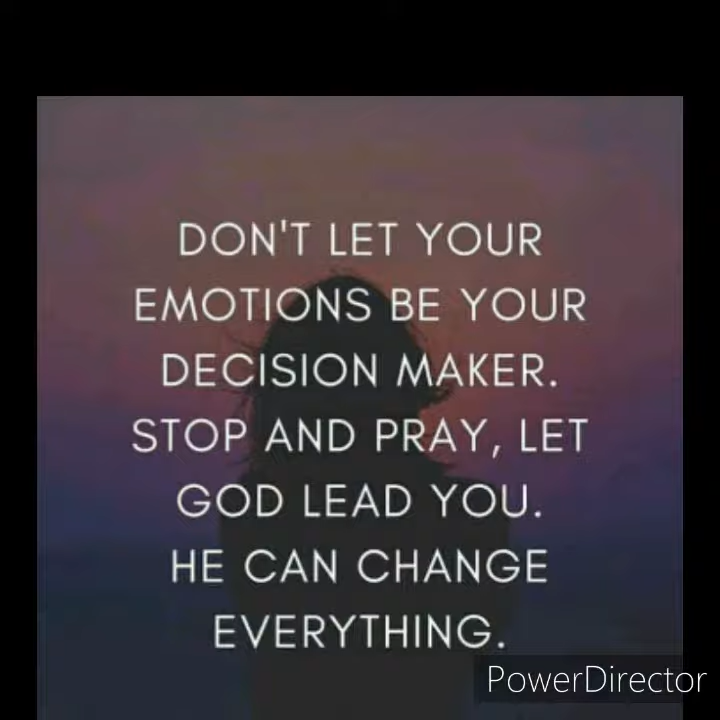 DON'T LET YOUR
EMOTIONS BE YOUR
DECISION MAKER.
STOP AND PRAY, LET
GOD LEAD YOU.
HE CAN CHANGE
EVERYTHING.
PowerDirector